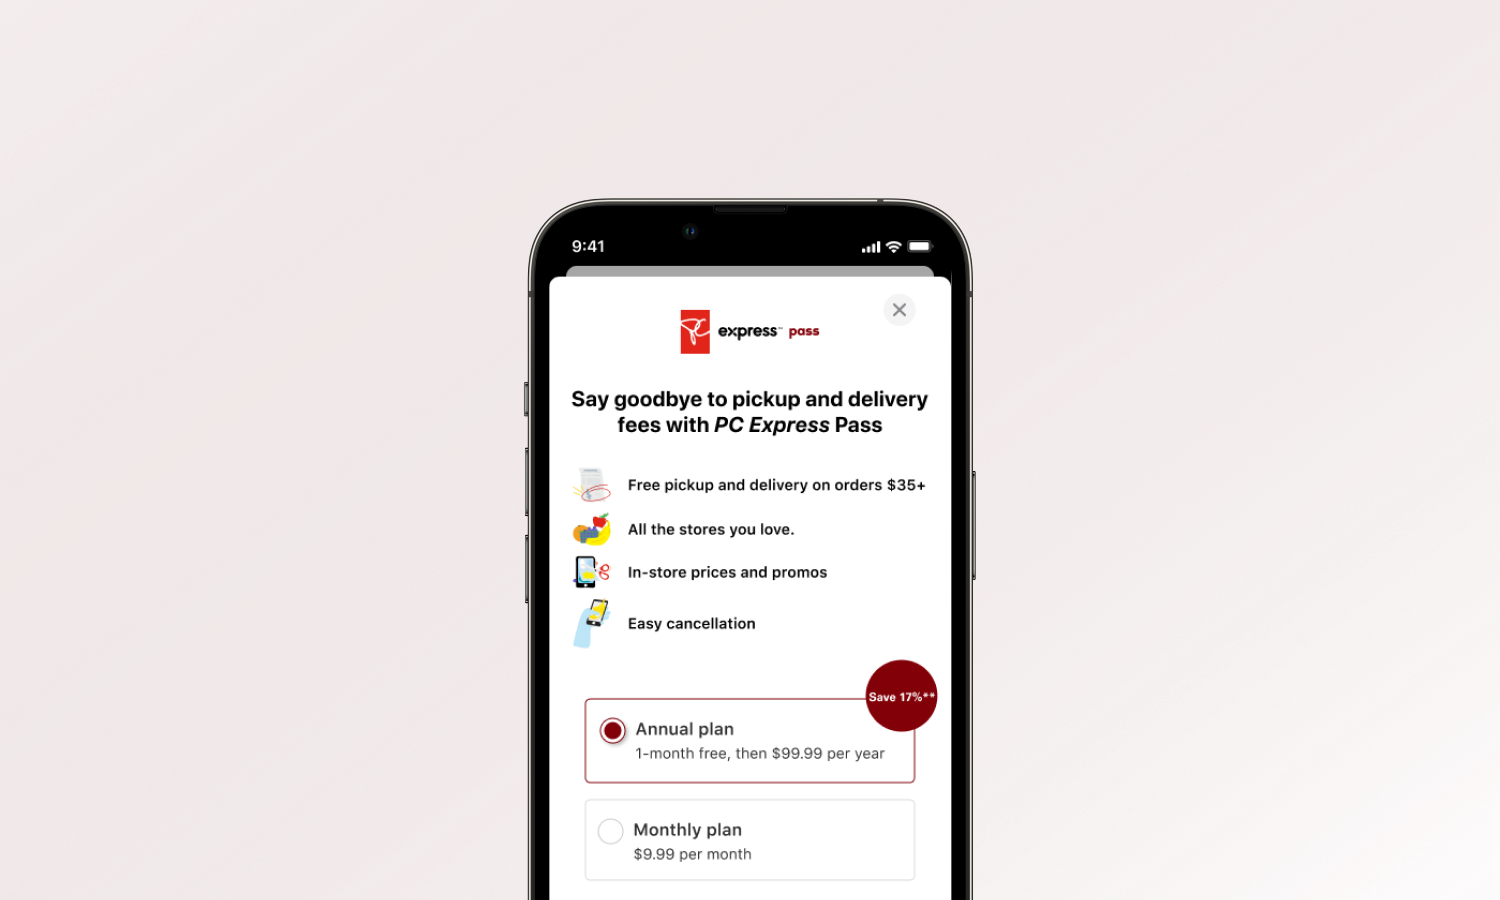 9:41
express™ pass
Say goodbye to pickup and delivery
fees with PC Express Pass
Free pickup and delivery on orders $35+
All the stores you love.
In-store prices and promos
Easy cancellation
Save 17%**
Annual plan
1-month free, then $99.99 per year
Monthly plan
$9.99 per month